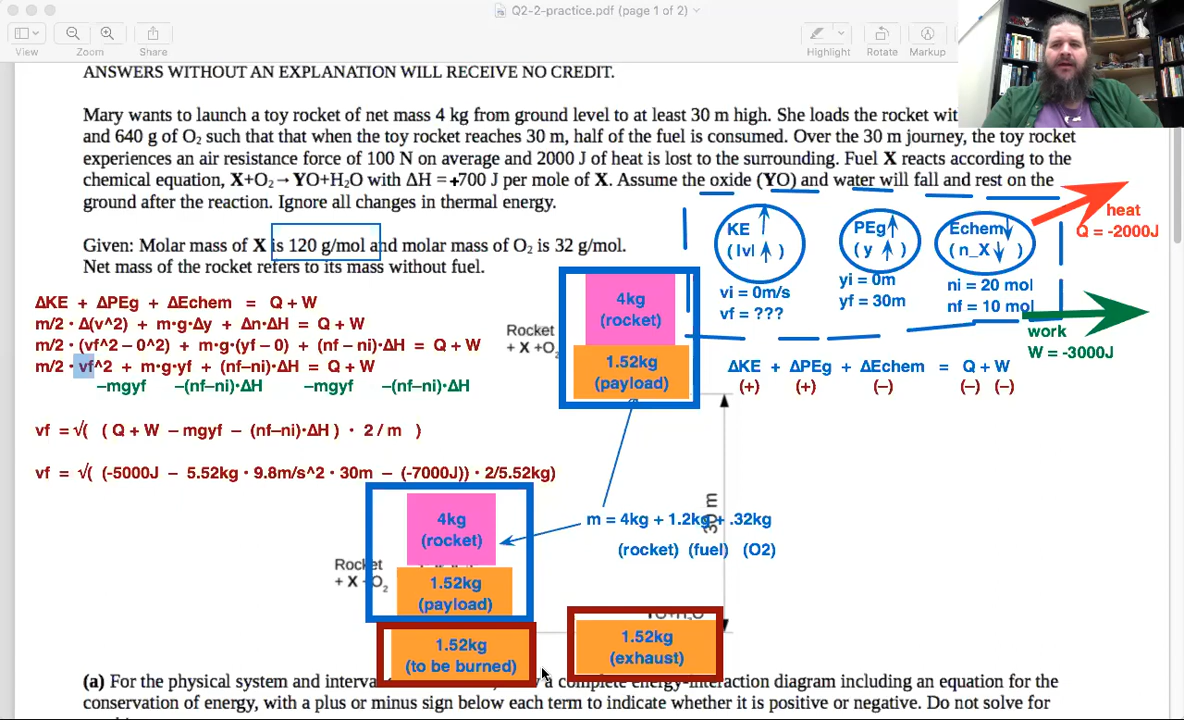 Q2-2-practice.pdf (page 1 of 2)
View Zoom Share Highlight Rotate Markup
ANSWERS WITHOUT AN EXPLANATION WILL RECEIVE NO CREDIT.
Mary wants to launch a toy rocket of net mass 4 kg from ground level to at least 30 m high. She loads the rocket wit
and 640 g of O₂ such that that when the toy rocket reaches 30 m, half of the fuel is consumed. Over the 30 m journey, the toy rocket
experiences an air resistance force of 100 N on average and 2000 J of heat is lost to the surrounding. Fuel X reacts according to the
chemical equation, X+O₂→YO+H₂O with ΔH =+700 J per mole of X. Assume the oxide (YO) and water will fall and rest on the
ground after the reaction. Ignore all changes in thermal energy.
Given: Molar mass of X is 120 g/mol and molar mass of O₂ is 32 g/mol.
Net mass of the rocket refers to its mass without fuel.
KE
(lvl )
PEg
(y )
Echem
(n_X )
heat
Q = -2000J
vi = 0m/s
vf = ???
yi = 0m
yf = 30m
ni = 20 mol
nf = 10 mol
work
W = -3000J
ΔKE + ΔPEg + ΔEchem = Q + W
(+) (+) (–) (–) (–)
ΔKE + ΔPEg + ΔEchem = Q + W
m/2 · Δ(v^2) + m·g·Δy + Δn·ΔH = Q + W
m/2 · (vf^2 – 0^2) + m·g·(yf – 0) + (nf – ni)·ΔH = Q + W
m/2 · vf^2 + m·g·yf + (nf–ni)·ΔH = Q + W
–mgyf –(nf–ni)·ΔH –mgyf –(nf–ni)·ΔH
vf =√( ( Q + W – mgyf – (nf–ni)·ΔH ) · 2 / m )
vf = √( (-5000J – 5.52kg · 9.8m/s^2 · 30m – (-7000J)) · 2/5.52kg)
Rocket
+ X +O₂
4kg
(rocket)
1.52kg
(payload)
30 m
m = 4kg + 1.2kg + .32kg
(rocket) (fuel) (O2)
Rocket
+ X +O₂
4kg
(rocket)
1.52kg
(payload)
1.52kg
(to be burned)
1.52kg
(exhaust)
(a) For the physical system and interval a complete energy-interaction diagram including an equation for the
conservation of energy, with a plus or minus sign below each term to indicate whether it is positive or negative. Do not solve for